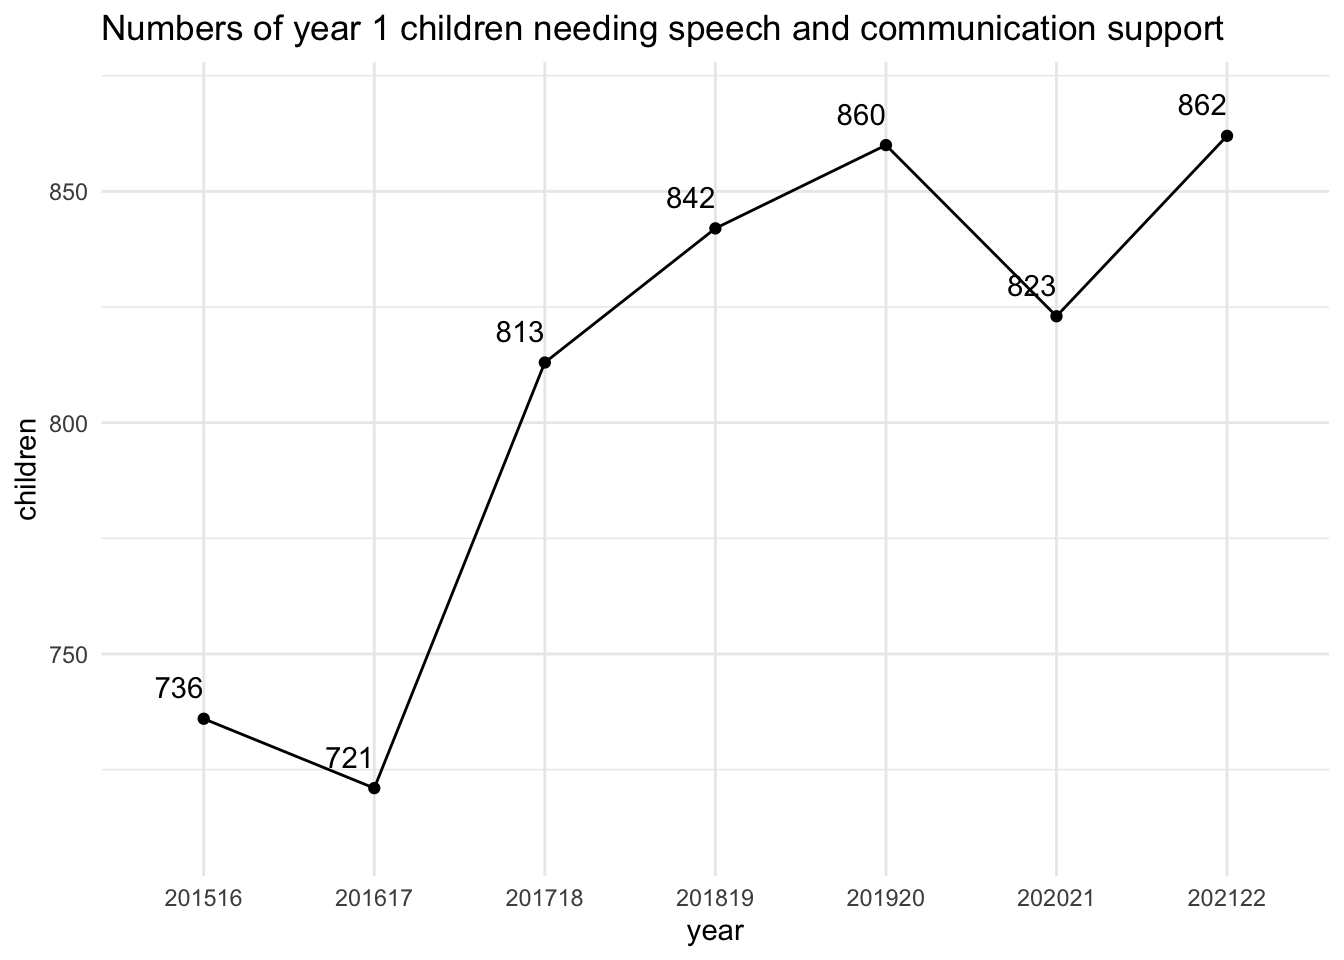 Numbers of year 1 children needing speech and communication support
862
860
850
842
823
813
800
children
750
736
721
201516 201617 201718 201819 201920 202021 202122
year